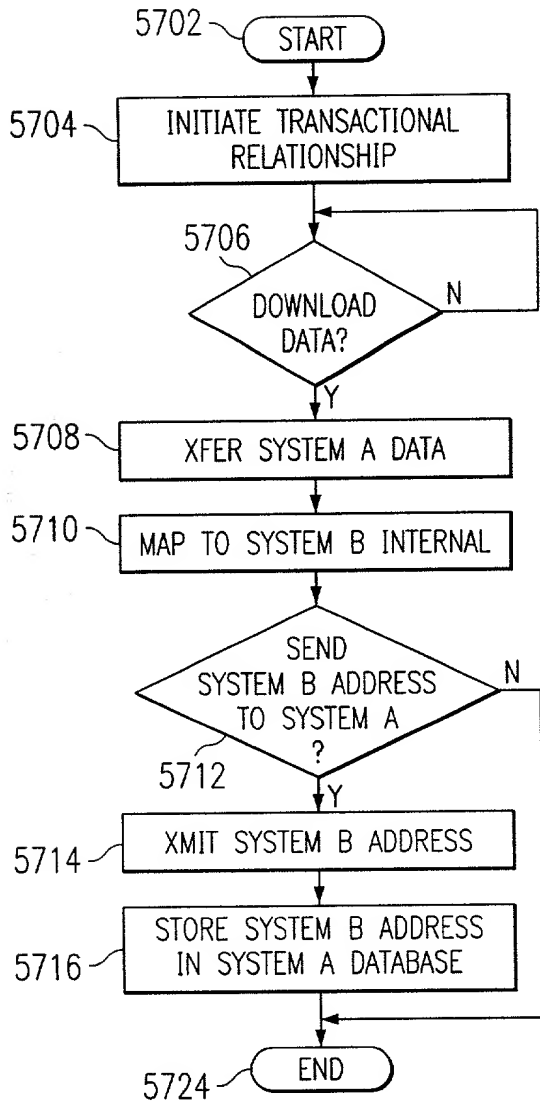 5702
START
5704
INITIATE TRANSACTIONAL
RELATIONSHIP
5706
DOWNLOAD
DATA?
N
Y
5708
XFER SYSTEM A DATA
5710
MAP TO SYSTEM B INTERNAL
SEND
SYSTEM B ADDRESS
TO SYSTEM A
?
N
5712
Y
5714
XMIT SYSTEM B ADDRESS
5716
STORE SYSTEM B ADDRESS
IN SYSTEM A DATABASE
5724
END